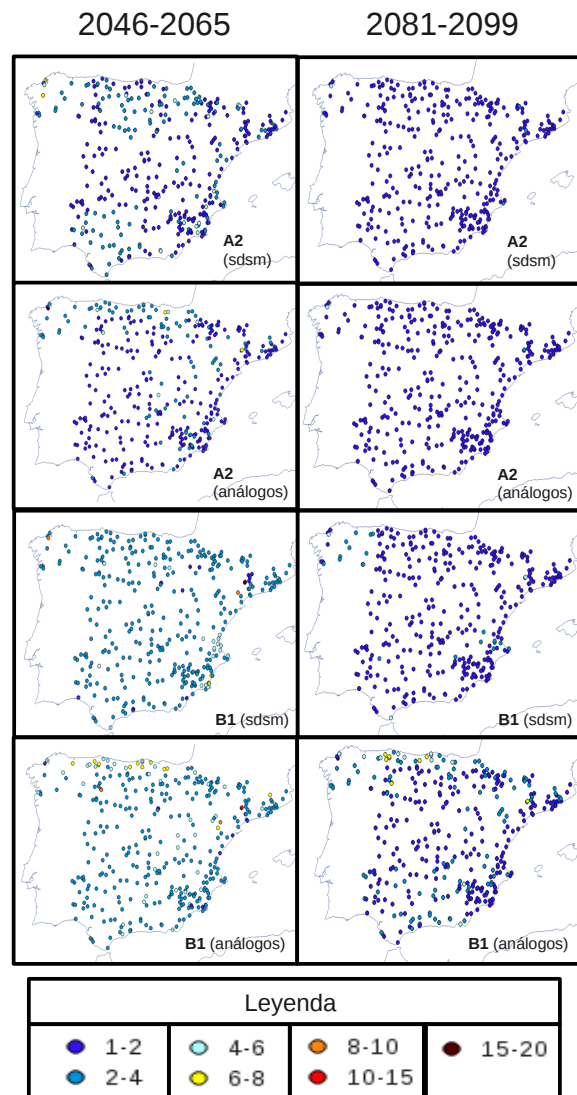 2046-2065 2081-2099
A2 A2
(sdsm) (sdsm)
A2 A2
(análogos) (análogos)
B1 (sdsm) B1 (sdsm)
B1 (análogos) B1 (análogos)
Leyenda
1-2 4-6 8-10 15-20
2-4 6-8 10-15